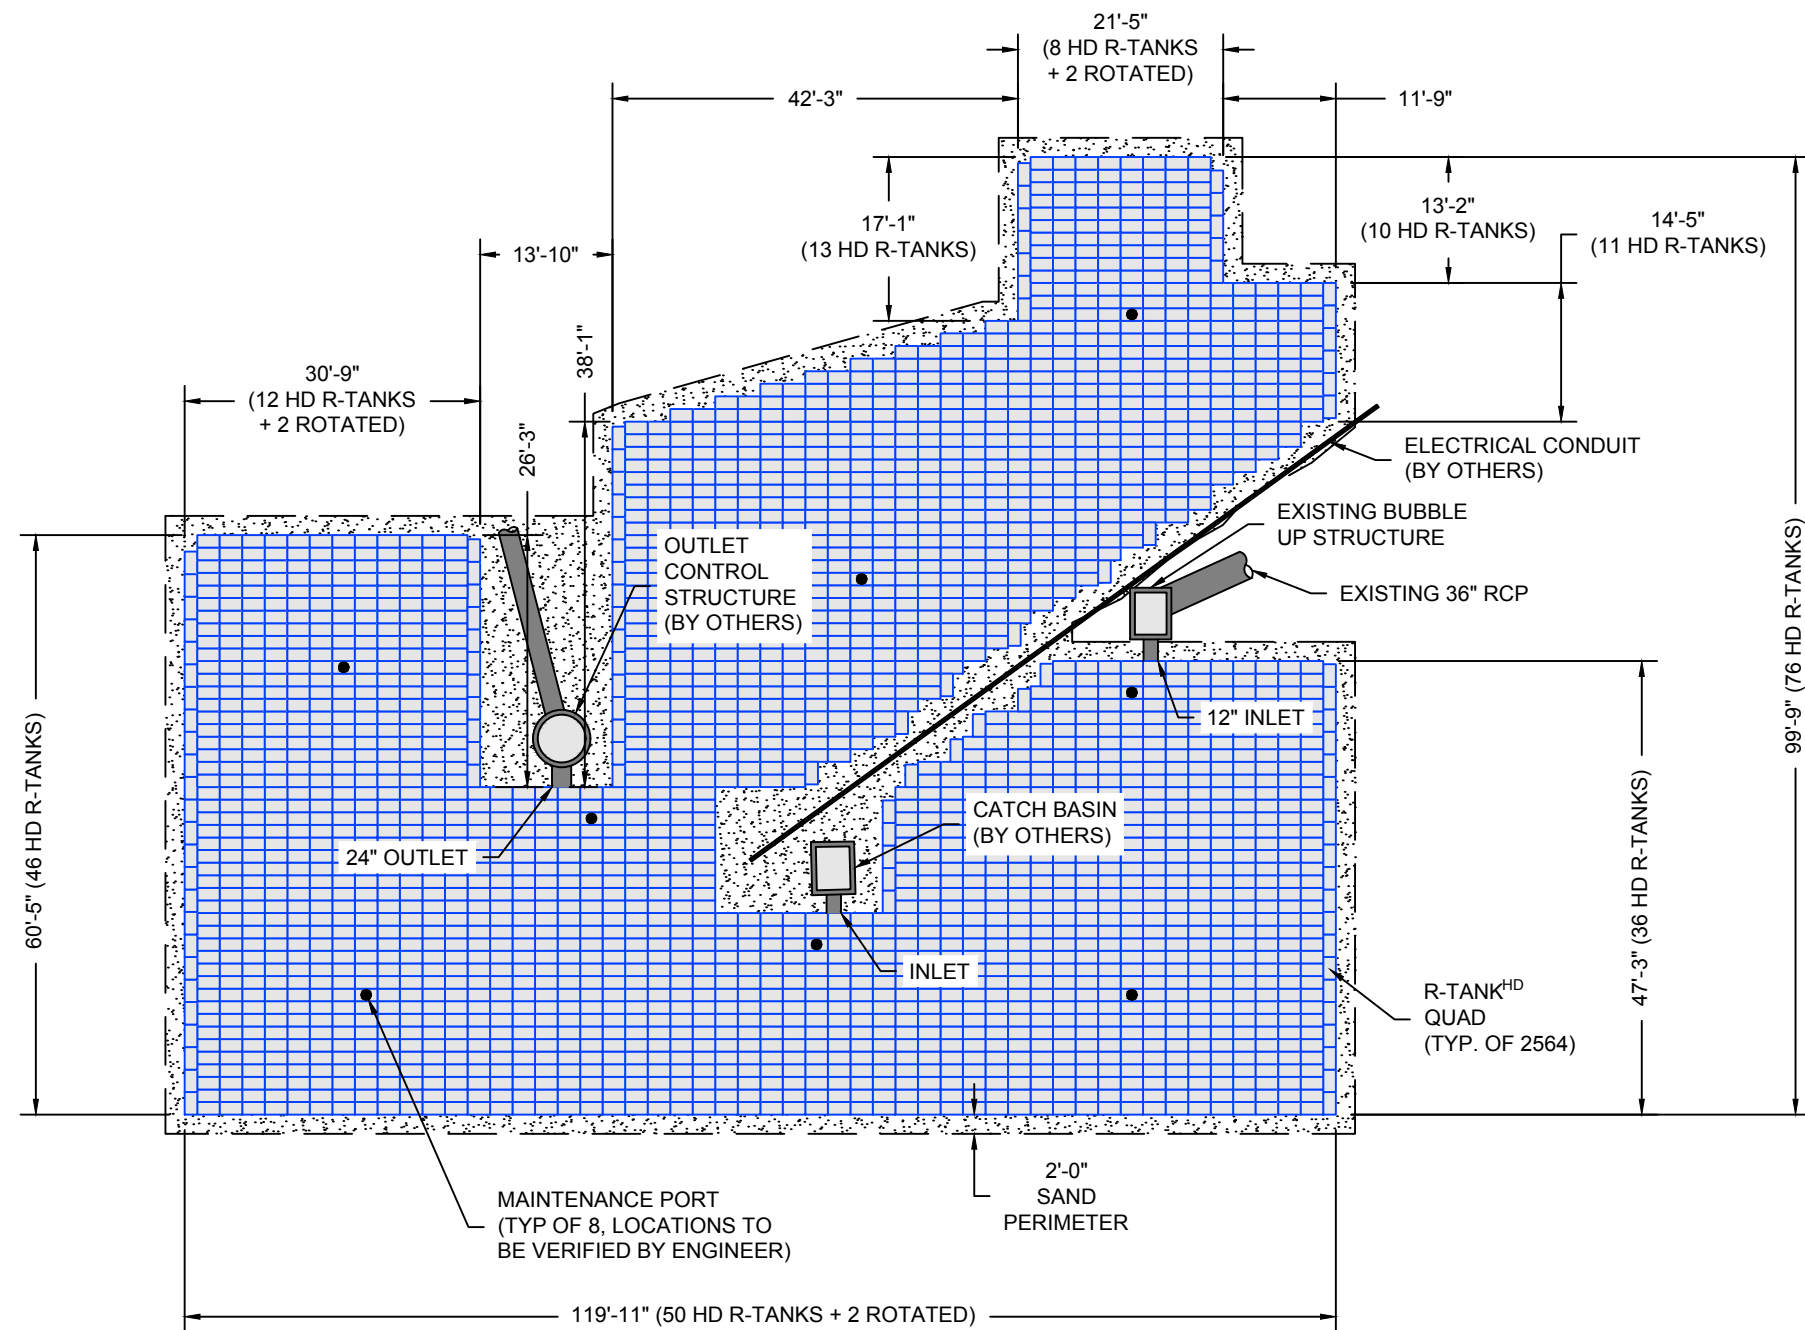 21'-5"
(8 HD R-TANKS
+ 2 ROTATED)
42'-3"
11'-9"
17'-1"
(13 HD R-TANKS)
13'-2"
(10 HD R-TANKS)
14'-5"
(11 HD R-TANKS)
13'-10"
30'-9"
(12 HD R-TANKS
+ 2 ROTATED)
38'-1"
26'-3"
ELECTRICAL CONDUIT
(BY OTHERS)
EXISTING BUBBLE
UP STRUCTURE
OUTLET
CONTROL
STRUCTURE
(BY OTHERS)
EXISTING 36" RCP
99'-9" (76 HD R-TANKS)
12" INLET
60'-5" (46 HD R-TANKS)
CATCH BASIN
(BY OTHERS)
24" OUTLET
47'-3" (36 HD R-TANKS)
INLET
R-TANKHD
QUAD
(TYP. OF 2564)
2'-0"
SAND
PERIMETER
MAINTENANCE PORT
(TYP OF 8, LOCATIONS TO
BE VERIFIED BY ENGINEER)
119'-11" (50 HD R-TANKS + 2 ROTATED)